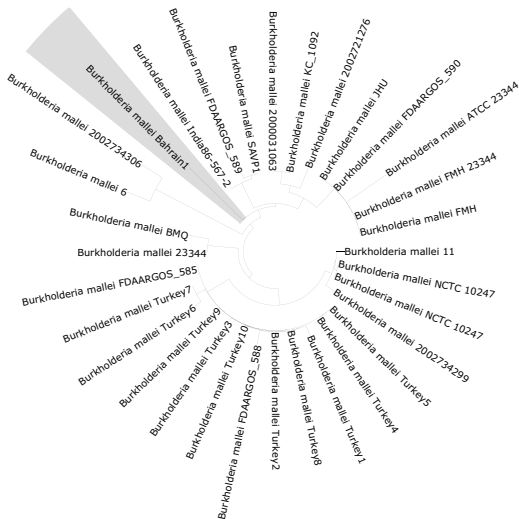 Burkholderia mallei 2002734306
Burkholderia mallei Bahrain1
Burkholderia mallei India86-567-2
Burkholderia mallei FDAARGOS_589
Burkholderia mallei SAVP1
Burkholderia mallei 2000031063
Burkholderia mallei KC_1092
Burkholderia mallei 2002721276
Burkholderia mallei JHU
Burkholderia mallei FDAARGOS_590
Burkholderia mallei ATCC 23344
Burkholderia mallei FMH 23344
Burkholderia mallei FMH
Burkholderia mallei 11
Burkholderia mallei NCTC 10247
Burkholderia mallei NCTC 10247
Burkholderia mallei 2002734299
Burkholderia mallei Turkey5
Burkholderia mallei Turkey4
Burkholderia mallei Turkey1
Burkholderia mallei Turkey8
Burkholderia mallei Turkey2
Burkholderia mallei FDAARGOS_588
Burkholderia mallei Turkey10
Burkholderia mallei Turkey3
Burkholderia mallei Turkey9
Burkholderia mallei Turkey6
Burkholderia mallei Turkey7
Burkholderia mallei FDAARGOS_585
Burkholderia mallei 23344
Burkholderia mallei BMQ
Burkholderia mallei 6